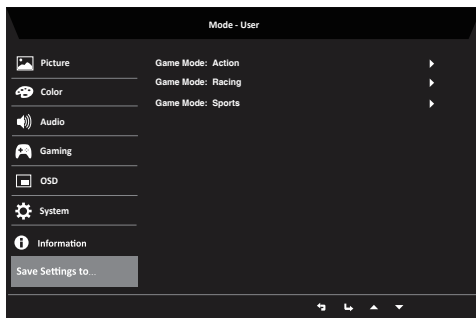 Mode - User
Picture
Color
Audio
Gaming
OSD
System
Information
Save Settings to...
Game Mode: Action
Game Mode: Racing
Game Mode: Sports